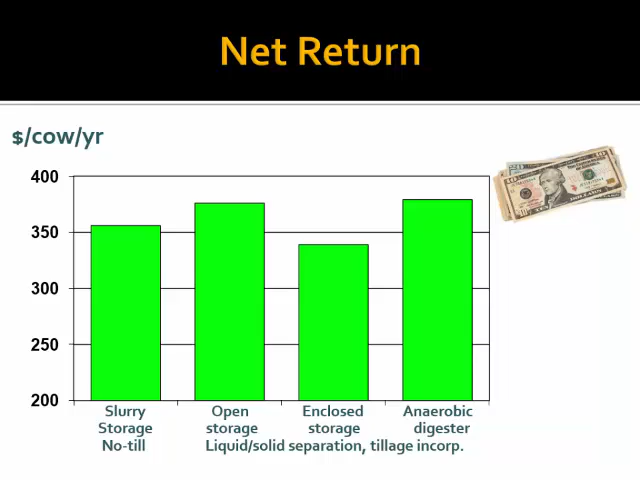 Net Return
$/cow/yr
400
350
300
250
200
Slurry Storage No-till
Open storage
Enclosed storage
Anaerobic digester
Liquid/solid separation, tillage incorp.